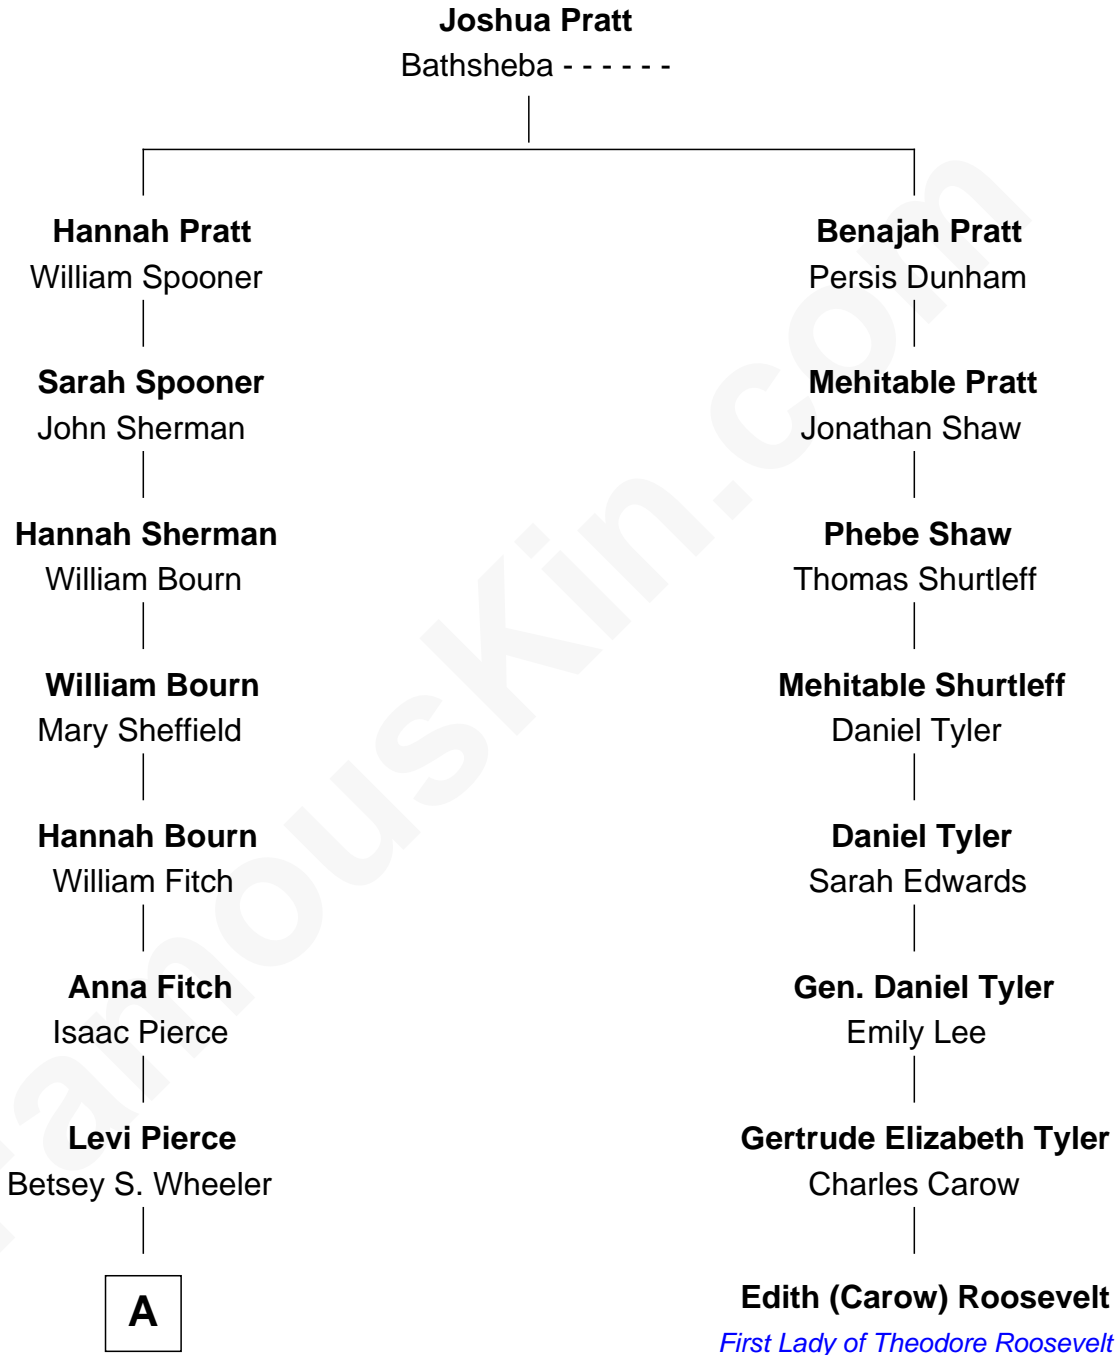 Joshua Pratt
Bathsheba - - - - - -
Hannah Pratt
William Spooner
Sarah Spooner
John Sherman
Hannah Sherman
William Bourn
William Bourn
Mary Sheffield
Hannah Bourn
William Fitch
Anna Fitch
Isaac Pierce
Levi Pierce
Betsey S. Wheeler
A
Benajah Pratt
Persis Dunham
Mehitable Pratt
Jonathan Shaw
Phebe Shaw
Thomas Shurtleff
Mehitable Shurtleff
Daniel Tyler
Daniel Tyler
Sarah Edwards
Gen. Daniel Tyler
Emily Lee
Gertrude Elizabeth Tyler
Charles Carow
Edith (Carow) Roosevelt
First Lady of Theodore Roosevelt
FamousKin.com